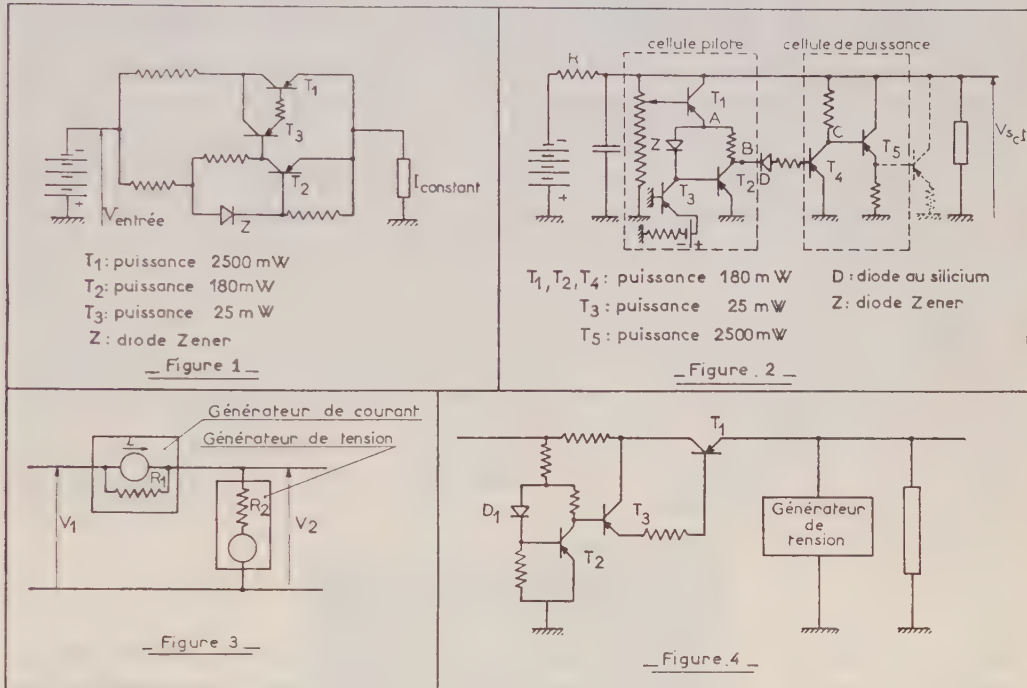 T1
T3
T2
Z
-
+
Ventrée
Iconstant
T1: puissance 2500 mW
T2: puissance 180 mW
T3: puissance 25 mW
Z: diode Zener
_ Figure 1 _
cellule pilote
cellule de puissance
R
T1
A
Z
B
D
T2
T3
C
T4
T5
-
+
- +
T1, T2, T4: puissance 180 mW
T3: puissance 25 mW
T5: puissance 2500 mW
D: diode au silicium
Z: diode Zener
_ Figure . 2 _
Générateur de courant
Générateur de tension
R1
R2
V1
V2
_ Figure 3 _
T1
D1
T3
T2
Générateur
de
tension
_ Figure.4 _